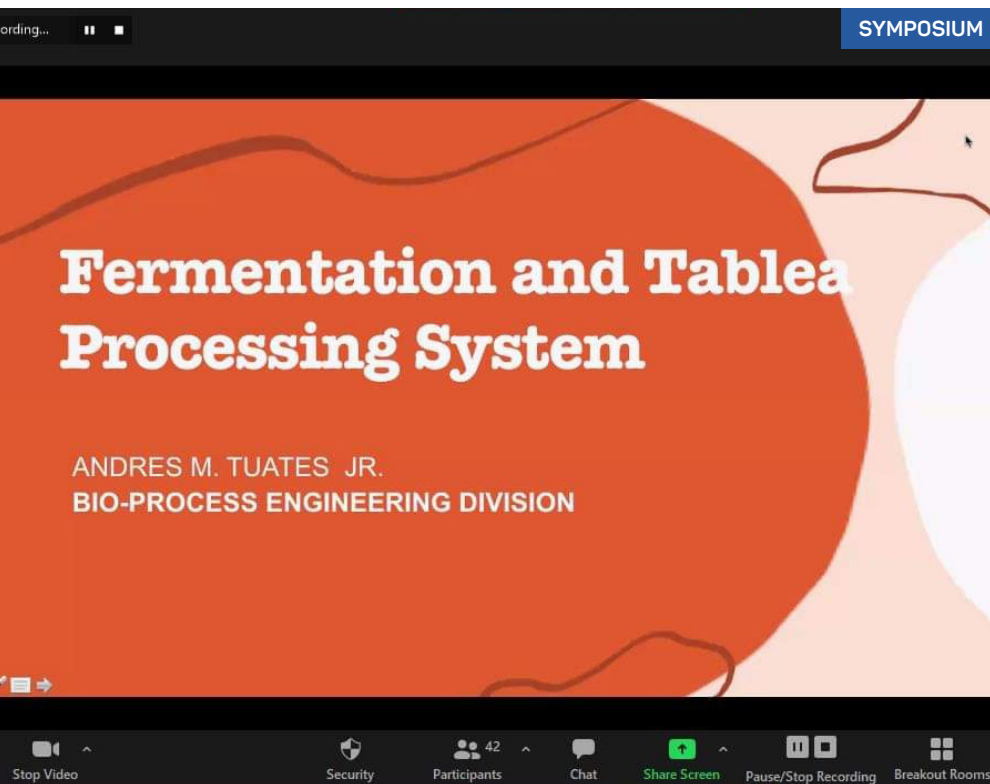 ording...
SYMPOSIUM
Fermentation and Tablea
Processing System
ANDRES M. TUATES JR.
BIO-PROCESS ENGINEERING DIVISION
42
Stop Video Security Participants Chat Share Screen Pause/Stop Recording Breakout Rooms